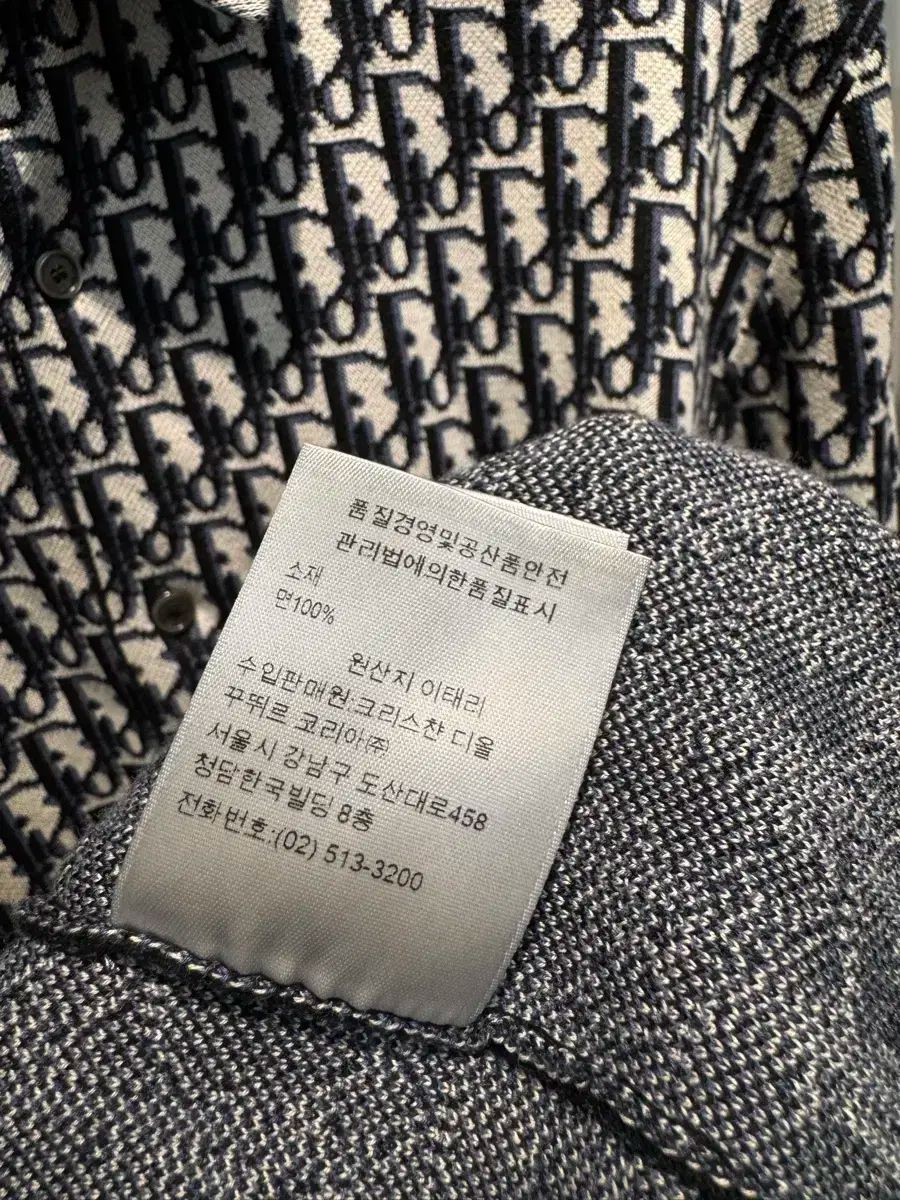 품질경영및공산품안전
관리법에의한품질표시
소재
면100%
원산지 이태리
수입판매원:크리스챤 디올
꾸뛰르 코리아㈜
서울시 강남구 도산대로458
청담한국빌딩 8층
전화번호:(02) 513-3200